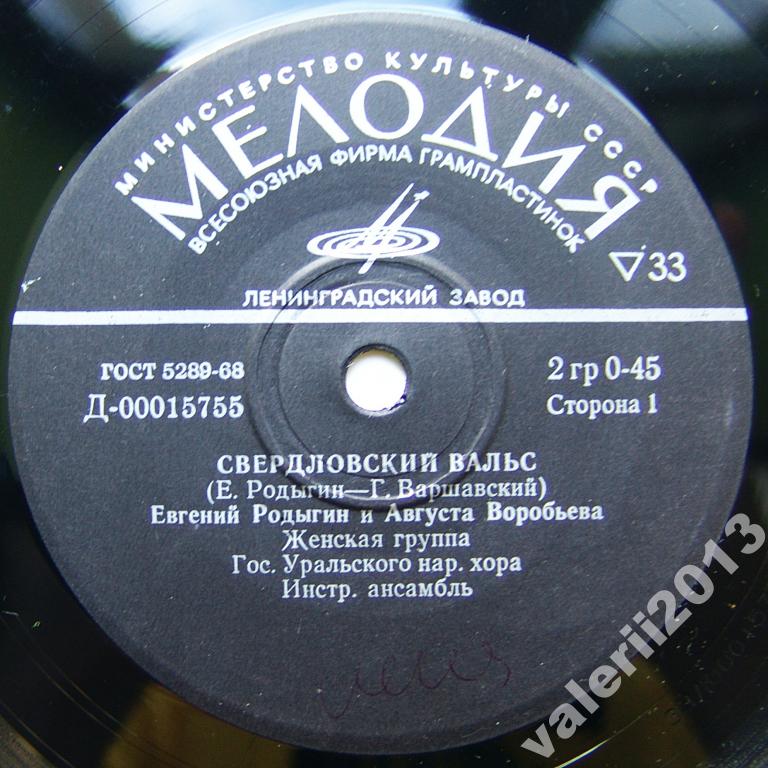 МИНИСТЕРСТВО КУЛЬТУРЫ СССР
МЕЛОДИЯ
ВСЕСОЮЗНАЯ ФИРМА ГРАМПЛАСТИНОК
33
ЛЕНИНГРАДСКИЙ ЗАВОД
ГОСТ 5289-68
2 гр 0-45
Д-00015755
Сторона 1
СВЕРДЛОВСКИЙ ВАЛЬС
(Е. Родыгин—Г. Варшавский)
Евгений Родыгин и Августа Воробьева
Женская группа
Гос. Уральского нар. хора
Инстр. ансамбль
valerii2013